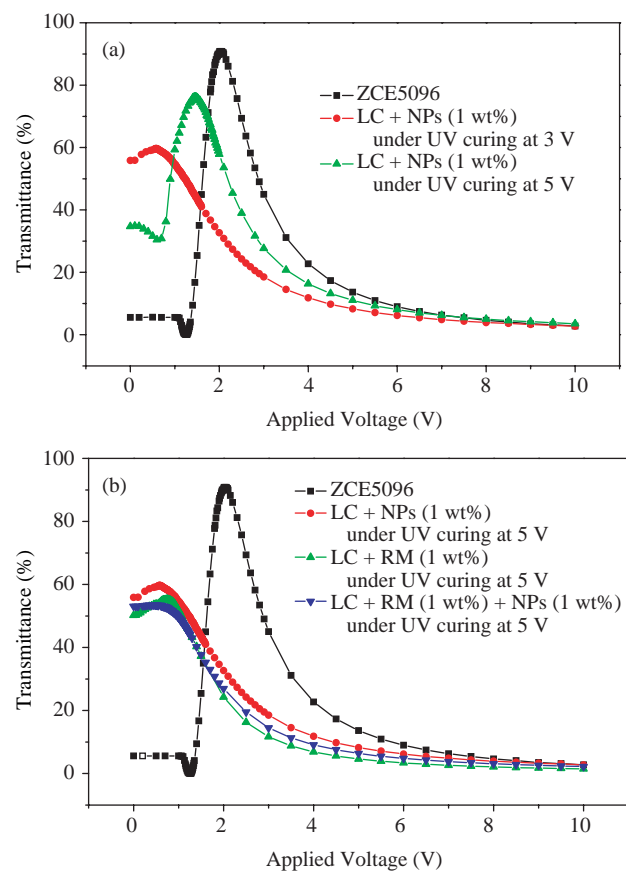 (a)
100
80
60
40
20
0
Transmittance (%)
ZCE5096
LC + NPs (1 wt%)
under UV curing at 3 V
LC + NPs (1 wt%)
under UV curing at 5 V
0 2 4 6 8 10
Applied Voltage (V)
(b)
100
80
60
40
20
0
Transmittance (%)
ZCE5096
LC + NPs (1 wt%)
under UV curing at 5 V
LC + RM (1 wt%)
under UV curing at 5 V
LC + RM (1 wt%) + NPs (1 wt%)
under UV curing at 5 V
0 2 4 6 8 10
Applied Voltage (V)